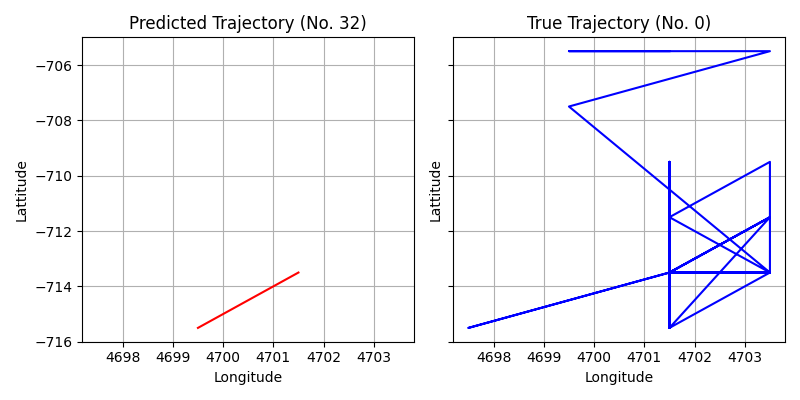 Predicted Trajectory (No. 32)
True Trajectory (No. 0)
Lattitude
−706
−708
−710
−712
−714
−716
4698 4699 4700 4701 4702 4703
Longitude
Lattitude
4698 4699 4700 4701 4702 4703
Longitude